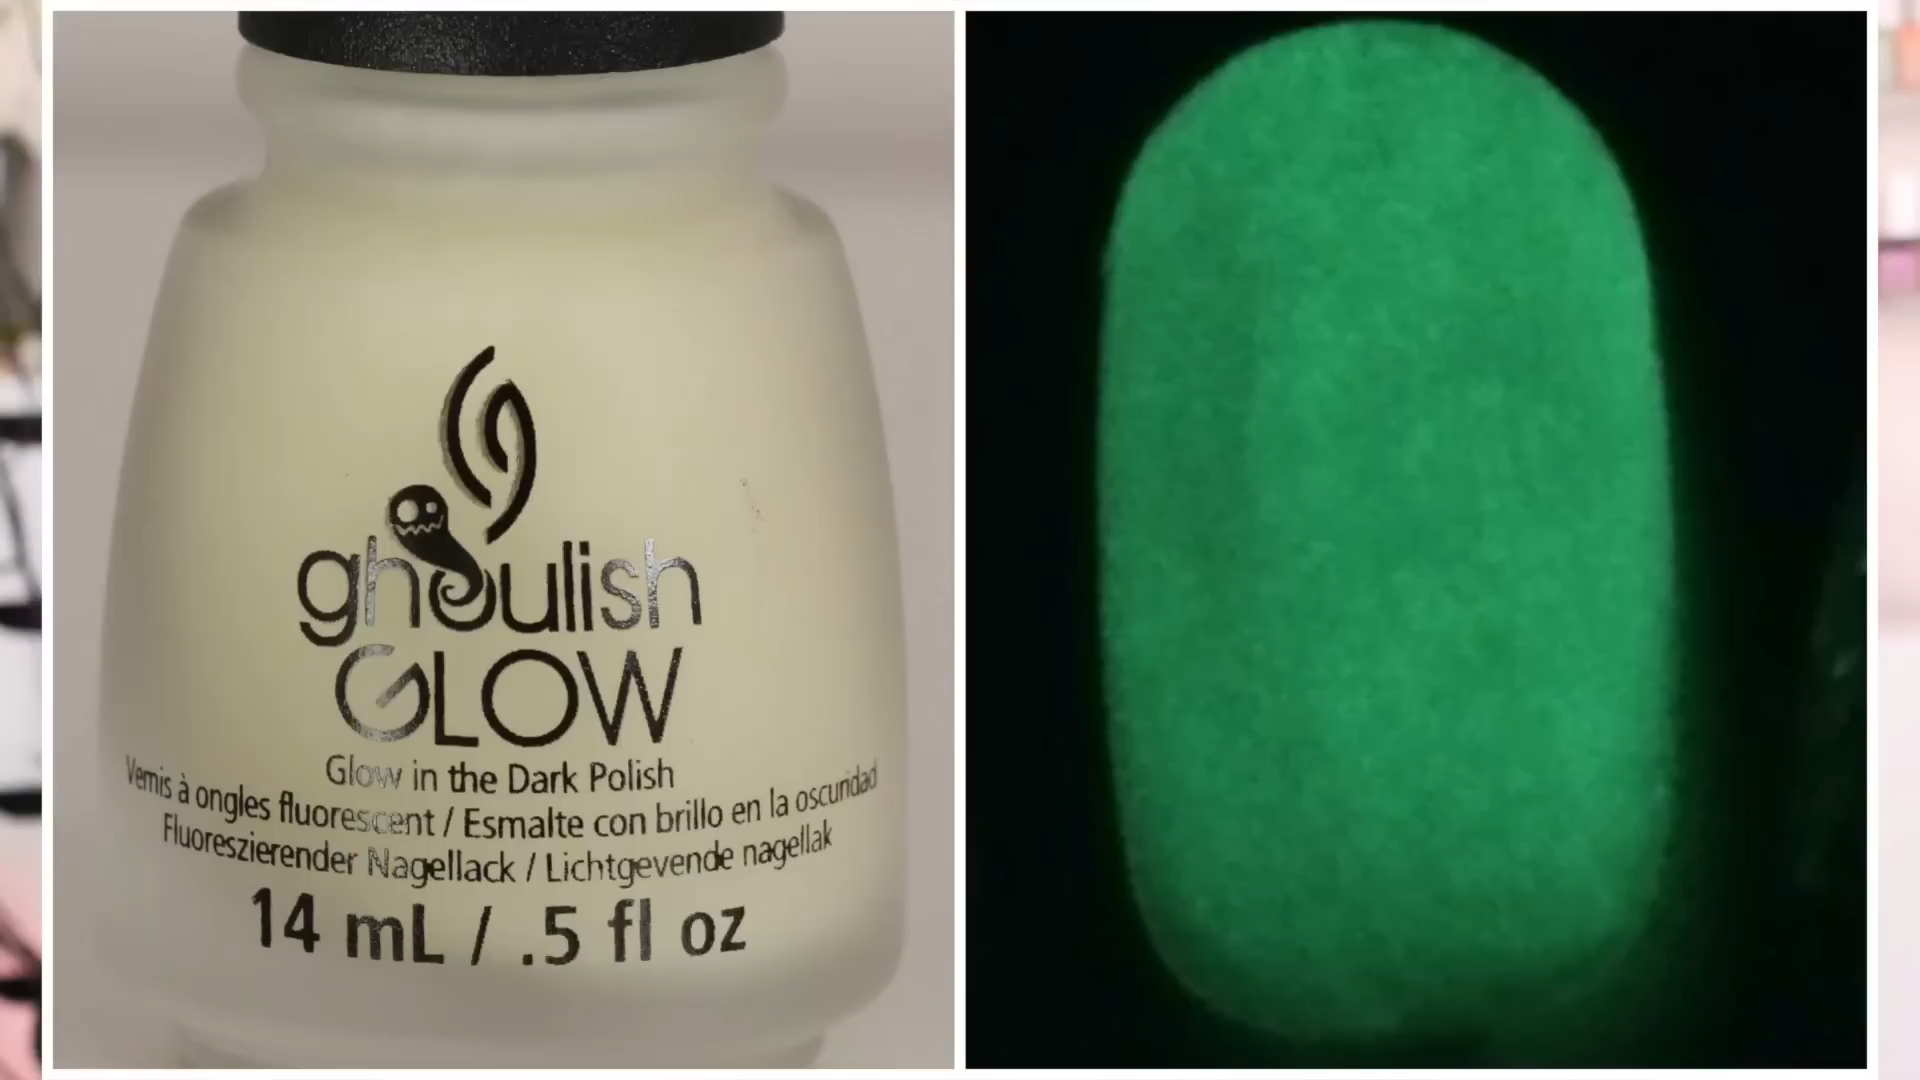 ghoulish
GLOW
Glow in the Dark Polish
Vernis à ongles fluorescent / Esmalte con brillo en la oscuridad
Fluoreszierender Nagellack / Lichtgevende nagellak
14 mL / .5 fl oz